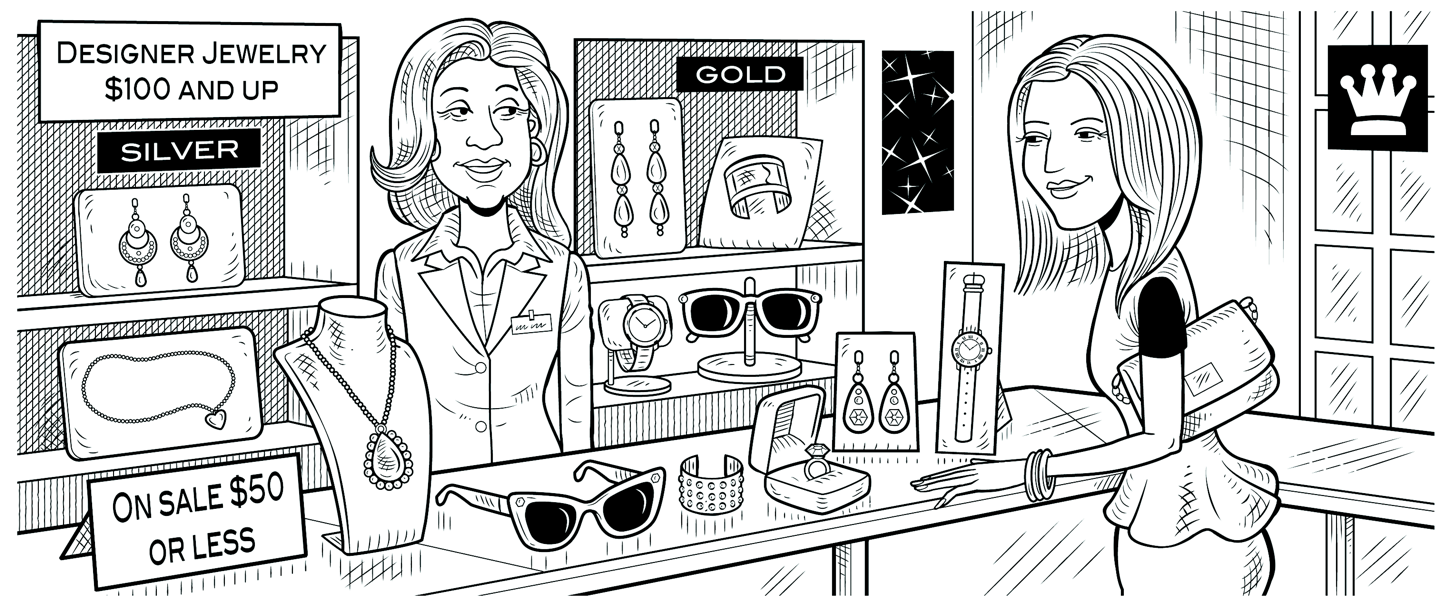 DESIGNER JEWELRY
$100 AND UP
SILVER
GOLD
ON SALE $50
OR LESS